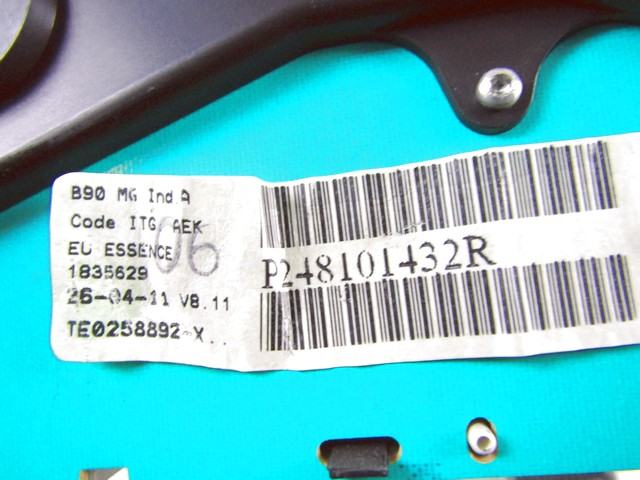 B90 MG Ind A
Code ITG AEK
EU ESSENCE
06
1835629
26-04-11 V8.11
TE0258892-X..
P248101432R